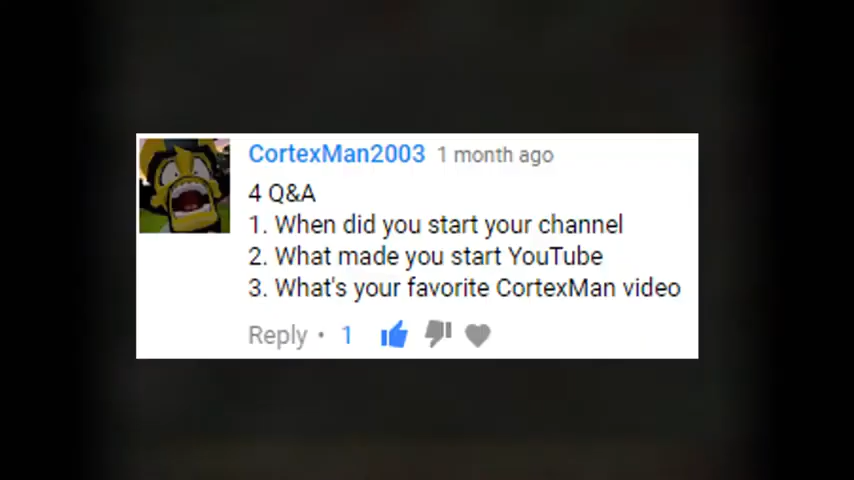 CortexMan2003 1 month ago
4 Q&A
1. When did you start your channel
2. What made you start YouTube
3. What's your favorite CortexMan video
Reply • 1